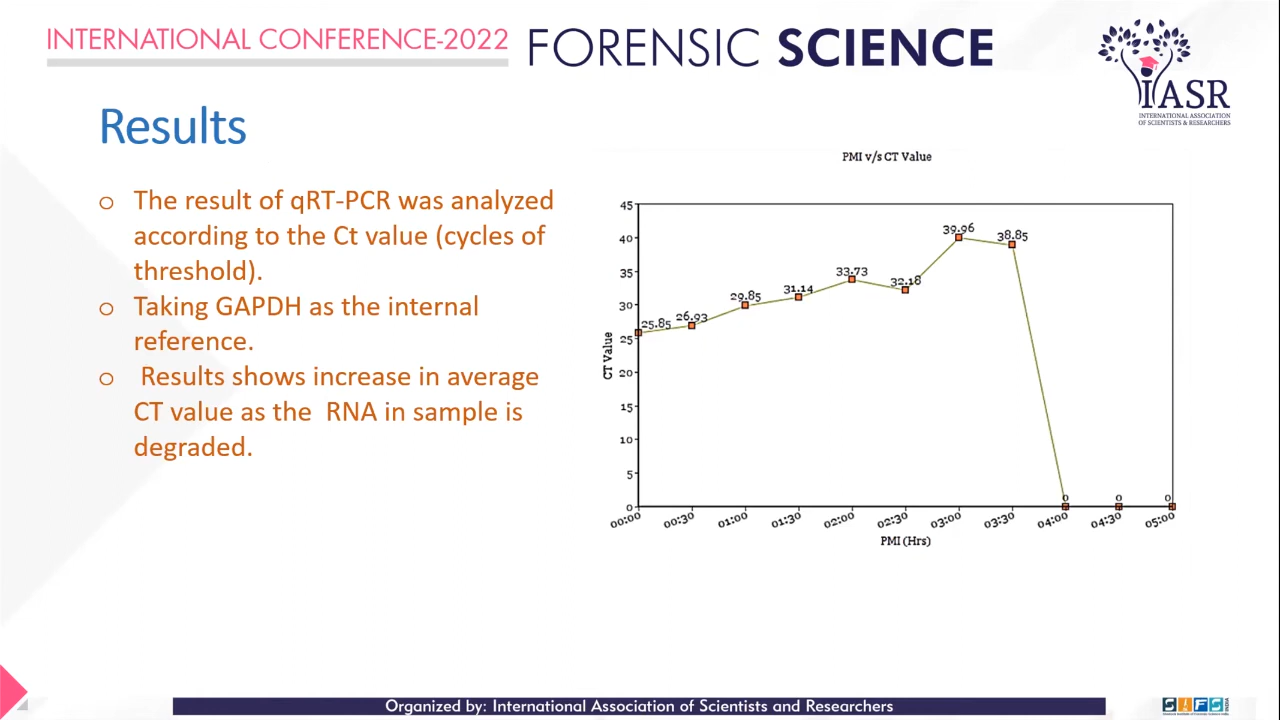 INTERNATIONAL CONFERENCE-2022 FORENSIC SCIENCE
IASR
INTERNATIONAL ASSOCIATION
OF SCIENTISTS & RESEARCHERS
Results
o The result of qRT-PCR was analyzed
according to the Ct value (cycles of
threshold).
o Taking GAPDH as the internal
reference.
o Results shows increase in average
CT value as the RNA in sample is
degraded.
PMI v/s CT Value
CT Value
45
40
35
30
25
20
15
10
5
0
25.85
26.93
29.85
31.14
33.73
32.18
39.96
38.85
0
0
0
00:00
00:30
01:00
01:30
02:00
02:30
03:00
03:30
04:00
04:30
05:00
PMI (Hrs)
Organized by: International Association of Scientists and Researchers
SIFS
INDIA